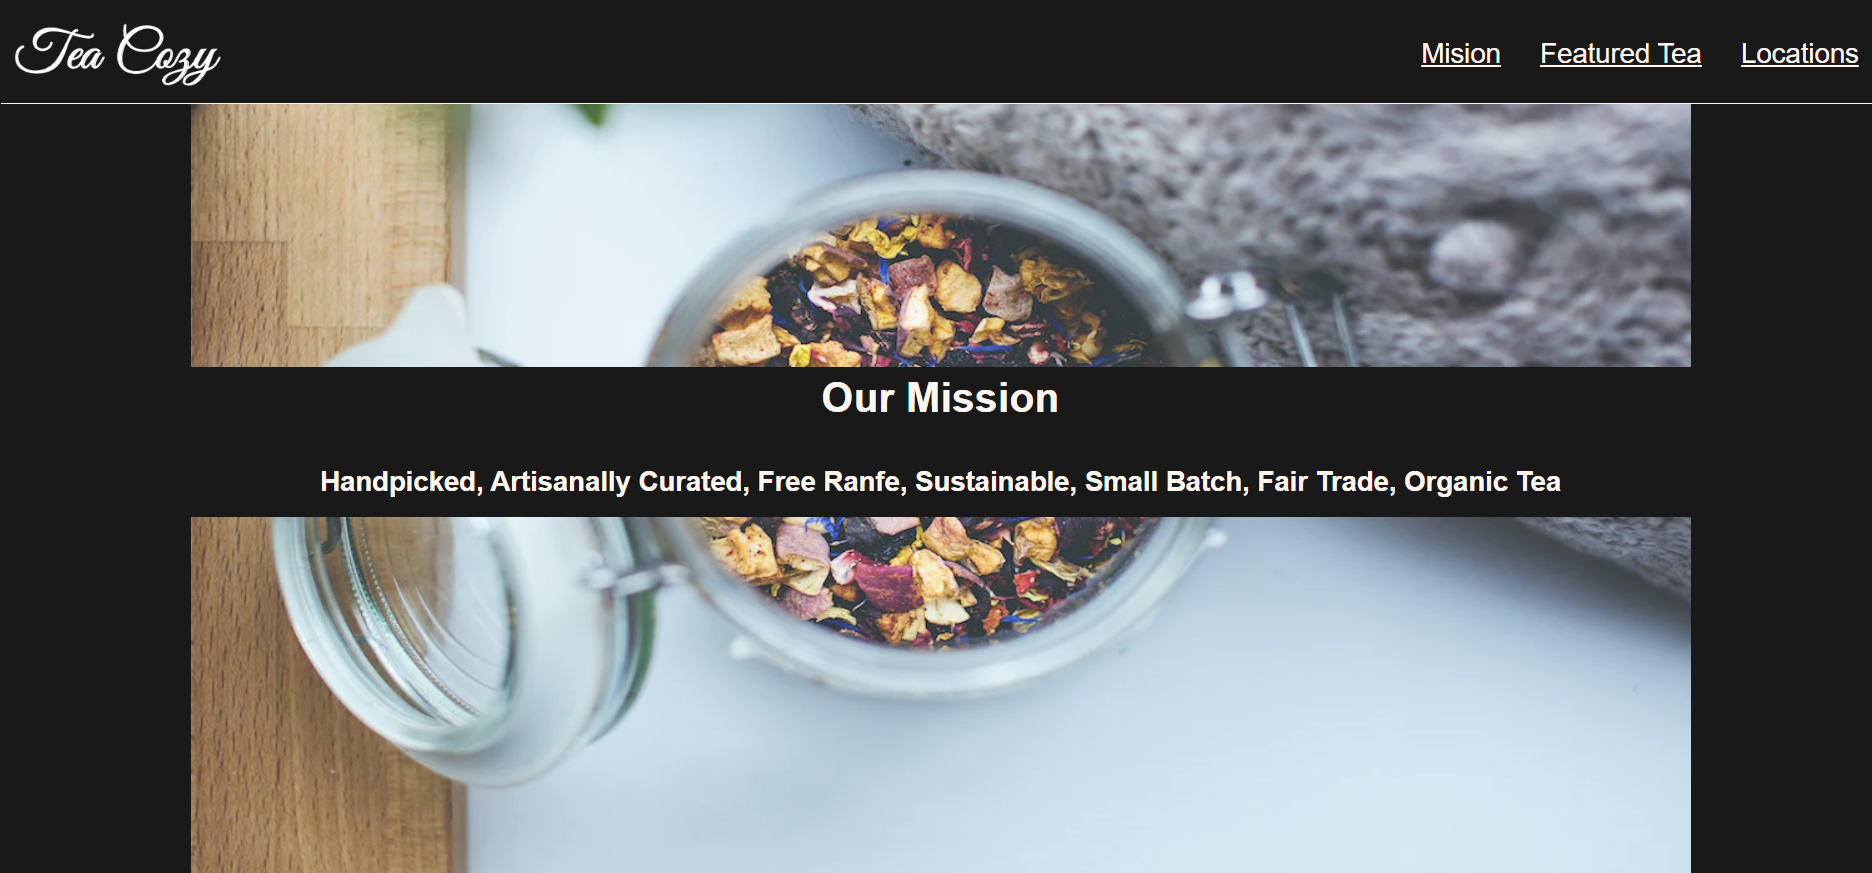 Tea Cozy
Mision Featured Tea Locations
Our Mission
Handpicked, Artisanally Curated, Free Ranfe, Sustainable, Small Batch, Fair Trade, Organic Tea